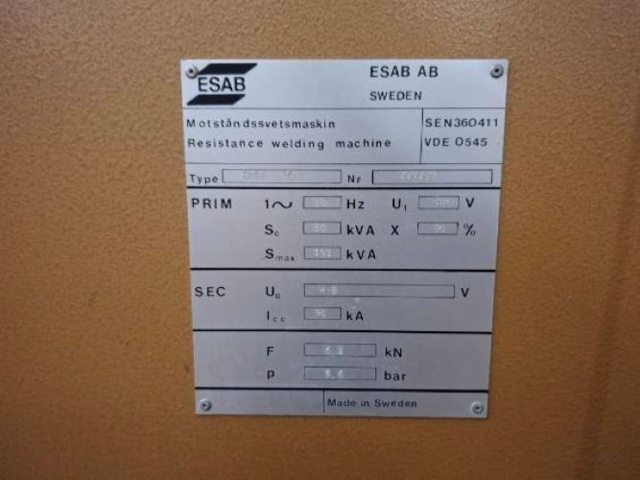 ESAB
ESAB AB
SWEDEN
Motståndssvetsmaskin
SEN360411
Resistance welding machine
VDE 0545
Type Nr
PRIM 1∼ Hz U₁ V
Sc kVA X %
Smax kVA
SEC Uo V
Icc kA
F kN
p bar
Made in Sweden